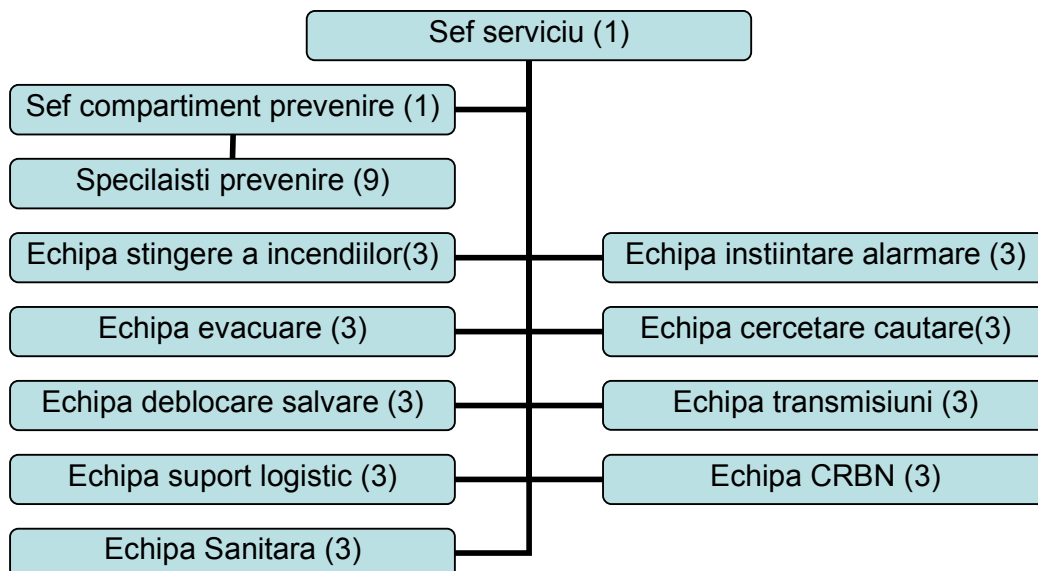 Sef serviciu (1)
Sef compartiment prevenire (1)
Specilaisti prevenire (9)
Echipa stingere a incendiilor(3)
Echipa instiintare alarmare (3)
Echipa evacuare (3)
Echipa cercetare cautare(3)
Echipa deblocare salvare (3)
Echipa transmisiuni (3)
Echipa suport logistic (3)
Echipa CRBN (3)
Echipa Sanitara (3)